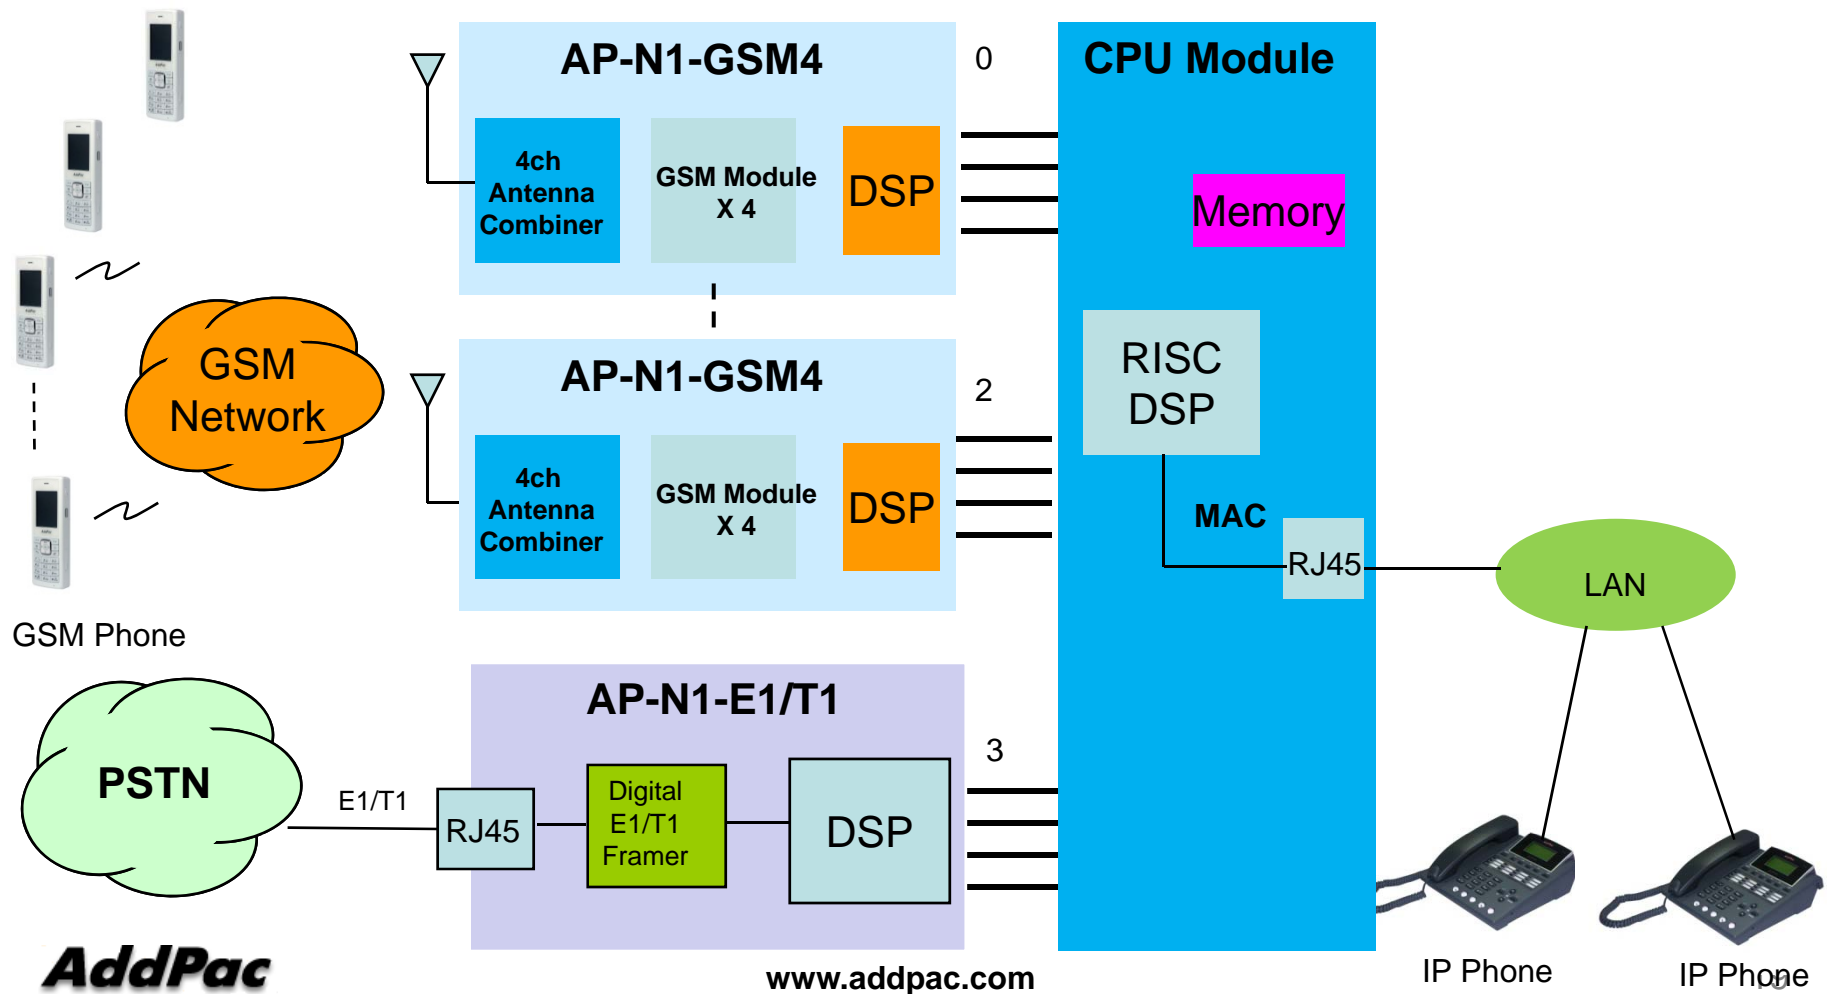 AP-N1-GSM4
0
CPU Module
4ch
Antenna
Combiner
GSM Module
X 4
DSP
Memory
GSM
Network
AP-N1-GSM4
2
RISC
DSP
4ch
Antenna
Combiner
GSM Module
X 4
DSP
MAC
RJ45
LAN
GSM Phone
AP-N1-E1/T1
3
PSTN
E1/T1
RJ45
Digital
E1/T1
Framer
DSP
AddPac
www.addpac.com
IP Phone
IP Phone